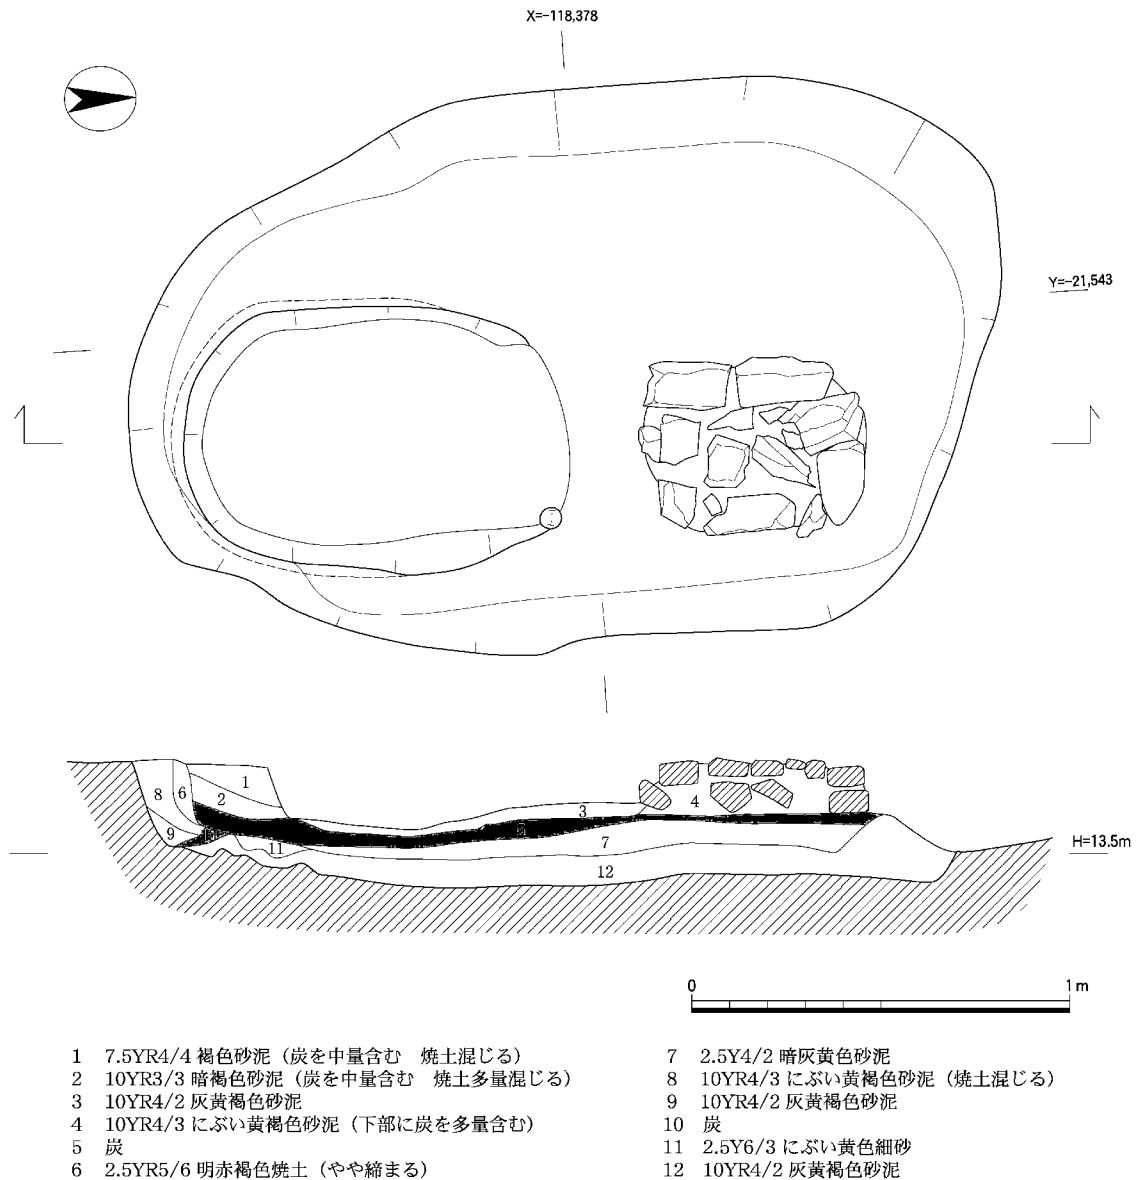 X=-118,378
Y=-21,543
1
8
6
2
3
4
9
10
5
11
7
12
H=13.5m
0
1 m
1 7.5YR4/4 褐色砂泥（炭を中量含む 焼土混じる）
2 10YR3/3 暗褐色砂泥（炭を中量含む 焼土多量混じる）
3 10YR4/2 灰黄褐色砂泥
4 10YR4/3 にぶい黄褐色砂泥（下部に炭を多量含む）
5 炭
6 2.5YR5/6 明赤褐色焼土（やや締まる）
7 2.5Y4/2 暗灰黄色砂泥
8 10YR4/3 にぶい黄褐色砂泥（焼土混じる）
9 10YR4/2 灰黄褐色砂泥
10 炭
11 2.5Y6/3 にぶい黄色細砂
12 10YR4/2 灰黄褐色砂泥